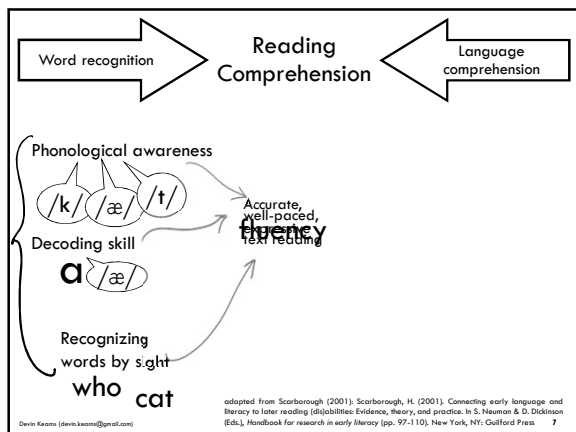 Word recognition
Reading
Comprehension
Language
comprehension
Phonological awareness
/k/ /æ/ /t/
Accurate,
well-paced,
expressive
text reading
fluency
Decoding skill
a /æ/
Recognizing
words by sight
who cat
adapted from Scarborough (2001): Scarborough, H. (2001). Connecting early language and
literacy to later reading (dis)abilities: Evidence, theory, and practice. In S. Neuman & D. Dickinson
(Eds.), Handbook for research in early literacy (pp. 97-110). New York, NY: Guilford Press 7
Devin Kearns (devin.kearns@gmail.com)